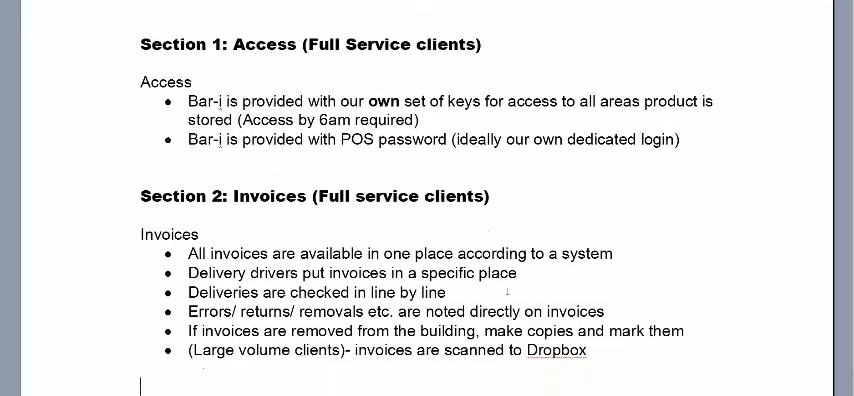 Section 1: Access (Full Service clients)
Access
• Bar-i is provided with our own set of keys for access to all areas product is
stored (Access by 6am required)
• Bar-i is provided with POS password (ideally our own dedicated login)
Section 2: Invoices (Full service clients)
Invoices
• All invoices are available in one place according to a system
• Delivery drivers put invoices in a specific place
• Deliveries are checked in line by line
• Errors/ returns/ removals etc. are noted directly on invoices
• If invoices are removed from the building, make copies and mark them
• (Large volume clients)- invoices are scanned to Dropbox